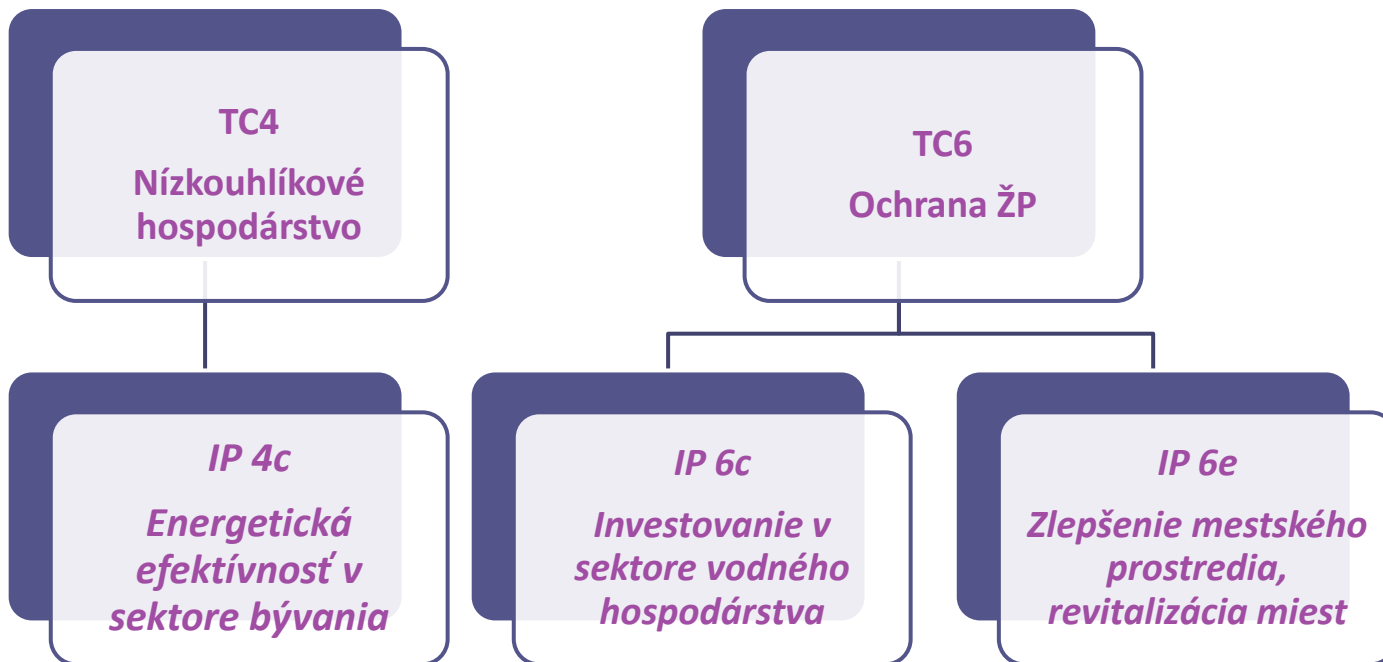 TC4
Nízkouhlíkové
hospodárstvo
TC6
Ochrana ŽP
IP 4c
Energetická
efektívnosť v
sektore bývania
IP 6c
Investovanie v
sektore vodného
hospodárstva
IP 6e
Zlepšenie mestského
prostredia,
revitalizácia miest